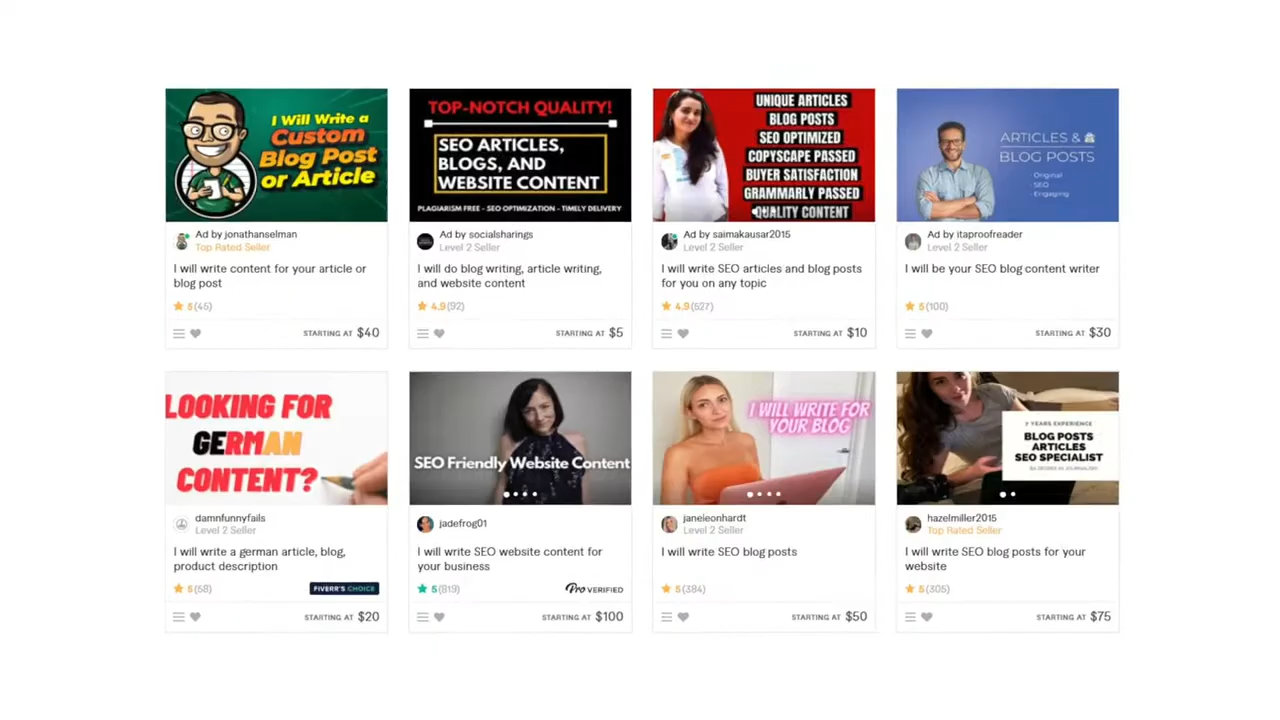 I Will Write a
Custom
Blog Post
or Article
Ad by jonathanselman
Top Rated Seller
I will write content for your article or
blog post
5(45)
STARTING AT $40
TOP-NOTCH QUALITY!
SEO ARTICLES,
BLOGS, AND
WEBSITE CONTENT
PLAGIARISM FREE - SEO OPTIMIZATION - TIMELY DELIVERY
Ad by socialsharings
Level 2 Seller
I will do blog writing, article writing,
and website content
4.9(92)
STARTING AT $5
UNIQUE ARTICLES
BLOG POSTS
SEO OPTIMIZED
COPYSCAPE PASSED
BUYER SATISFACTION
GRAMMARLY PASSED
QUALITY CONTENT
Ad by saimakausar2015
Level 2 Seller
I will write SEO articles and blog posts
for you on any topic
4.9(527)
STARTING AT $10
ARTICLES &
BLOG POSTS
· Original
· SEO
· Engaging
Ad by itaproofreader
Level 2 Seller
I will be your SEO blog content writer
5(100)
STARTING AT $30
LOOKING FOR
GERMAN
CONTENT?
damnfunnyfails
Level 2 Seller
I will write a german article, blog,
product description
5(58)
FIVERR'S CHOICE
STARTING AT $20
SEO Friendly Website Content
jadefrog01
I will write SEO website content for
your business
5(819)
Pro VERIFIED
STARTING AT $100
I WILL WRITE FOR
YOUR BLOG
janeieonhardt
Level 2 Seller
I will write SEO blog posts
5(384)
STARTING AT $50
7 YEARS EXPERIENCE
BLOG POSTS
ARTICLES
SEO SPECIALIST
BA DEGREE IN JOURNALISM
hazelmiller2015
Top Rated Seller
I will write SEO blog posts for your
website
5(305)
STARTING AT $75